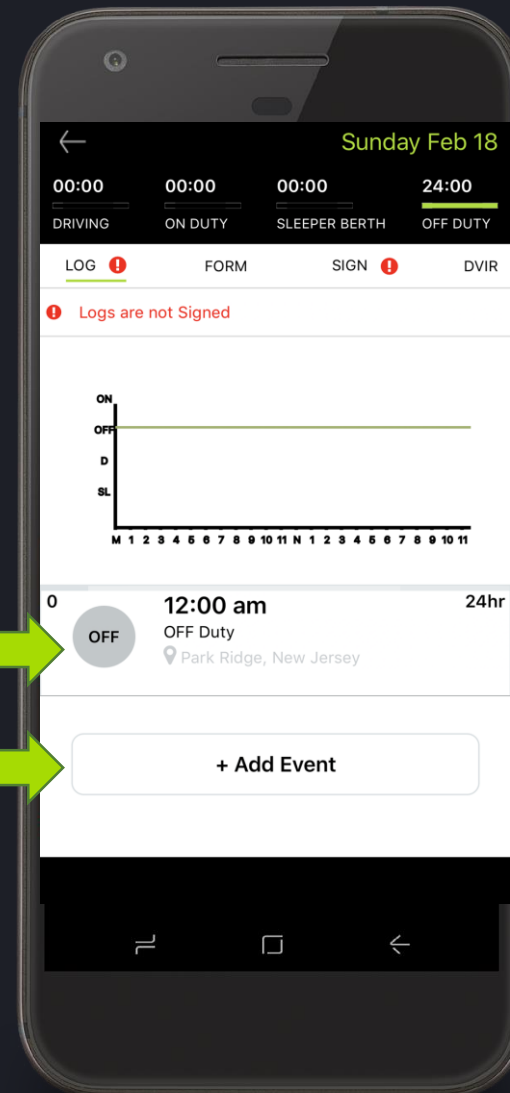 Sunday Feb 18
00:00 00:00 00:00 24:00
DRIVING ON DUTY SLEEPER BERTH OFF DUTY
LOG ! FORM SIGN ! DVIR
! Logs are not Signed
ON
OFF
D
SL
M 1 2 3 4 5 6 7 8 9 10 11 N 1 2 3 4 5 6 7 8 9 10 11
0 12:00 am 24hr
OFF OFF Duty
Park Ridge, New Jersey
+ Add Event